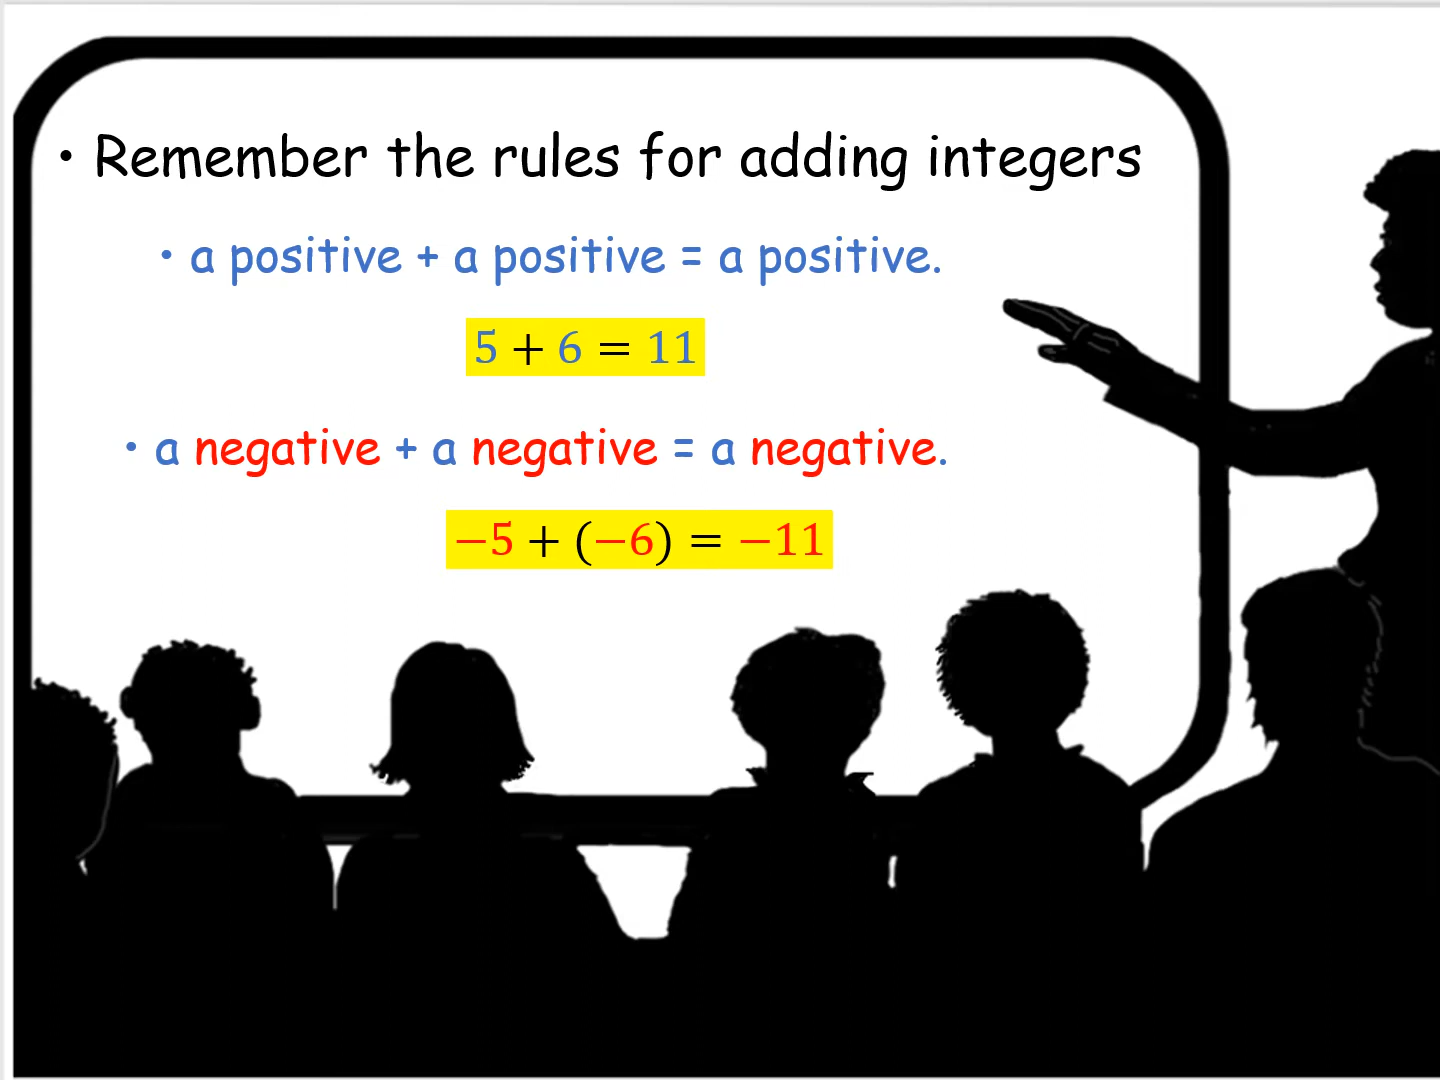 • Remember the rules for adding integers
• a positive + a positive = a positive.
5 + 6 = 11
• a negative + a negative = a negative.
−5 + (−6) = −11